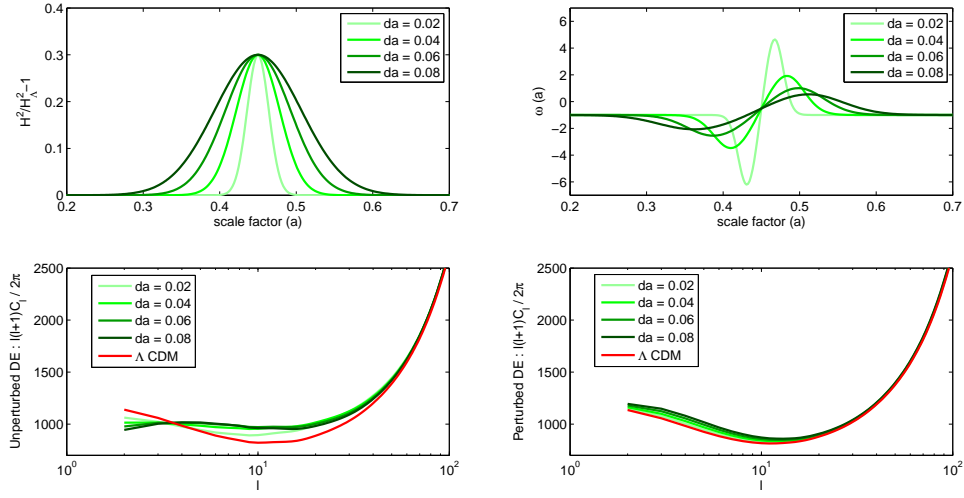 0.4
0.3
0.2
0.1
0
0.2
0.3
0.4
0.5
0.6
0.7
scale factor (a)
H²/H²_Λ−1
da = 0.02
da = 0.04
da = 0.06
da = 0.08
6
4
2
0
−2
−4
−6
0.2
0.3
0.4
0.5
0.6
0.7
scale factor (a)
ω (a)
da = 0.02
da = 0.04
da = 0.06
da = 0.08
2500
2000
1500
1000
10⁰
10¹
10²
l
Unperturbed DE : l(l+1)C_l / 2π
da = 0.02
da = 0.04
da = 0.06
da = 0.08
Λ CDM
2500
2000
1500
1000
10⁰
10¹
10²
l
Perturbed DE : l(l+1)C_l / 2π
da = 0.02
da = 0.04
da = 0.06
da = 0.08
Λ CDM